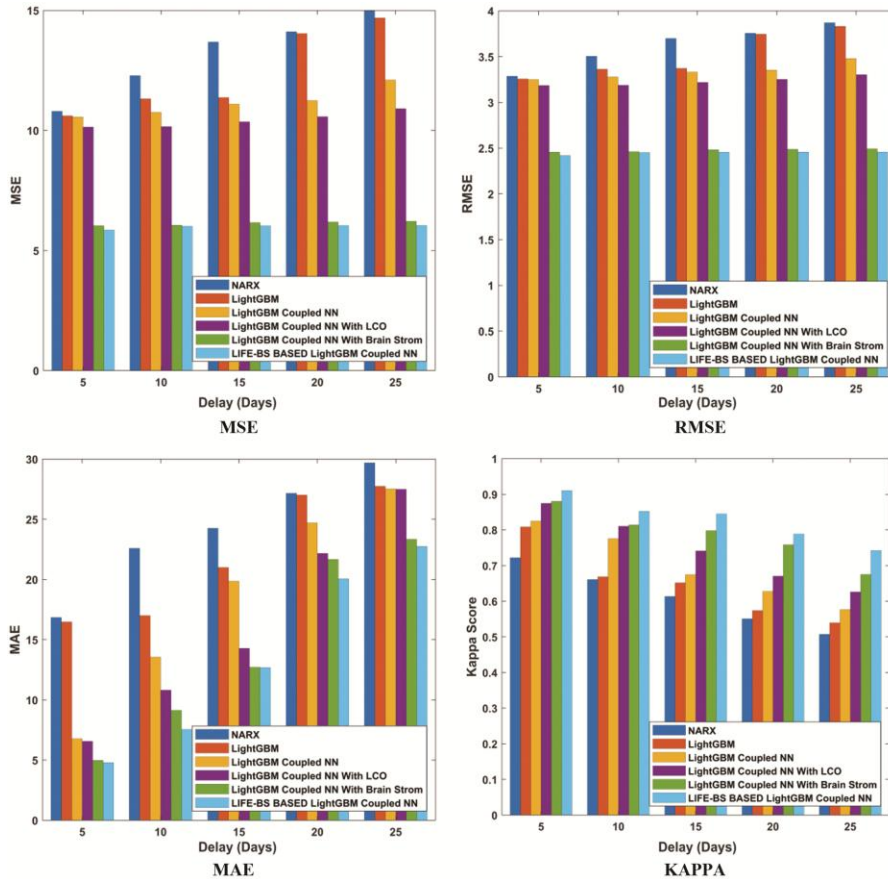 15
10
5
0
MSE
NARX
LightGBM
LightGBM Coupled NN
LightGBM Coupled NN With LCO
LightGBM Coupled NN With Brain Strom
LIFE-BS BASED LightGBM Coupled NN
5 10 15 20 25
Delay (Days)
MSE
4
3.5
3
2.5
2
1.5
1
0.5
0
RMSE
NARX
LightGBM
LightGBM Coupled NN
LightGBM Coupled NN With LCO
LightGBM Coupled NN With Brain Strom
LIFE-BS BASED LightGBM Coupled NN
5 10 15 20 25
Delay (Days)
RMSE
30
25
20
15
10
5
0
MAE
NARX
LightGBM
LightGBM Coupled NN
LightGBM Coupled NN With LCO
LightGBM Coupled NN With Brain Strom
LIFE-BS BASED LightGBM Coupled NN
5 10 15 20 25
Delay (Days)
MAE
1
0.9
0.8
0.7
0.6
0.5
0.4
0.3
0.2
0.1
0
Kappa Score
NARX
LightGBM
LightGBM Coupled NN
LightGBM Coupled NN With LCO
LightGBM Coupled NN With Brain Strom
LIFE-BS BASED LightGBM Coupled NN
5 10 15 20 25
Delay (Days)
KAPPA